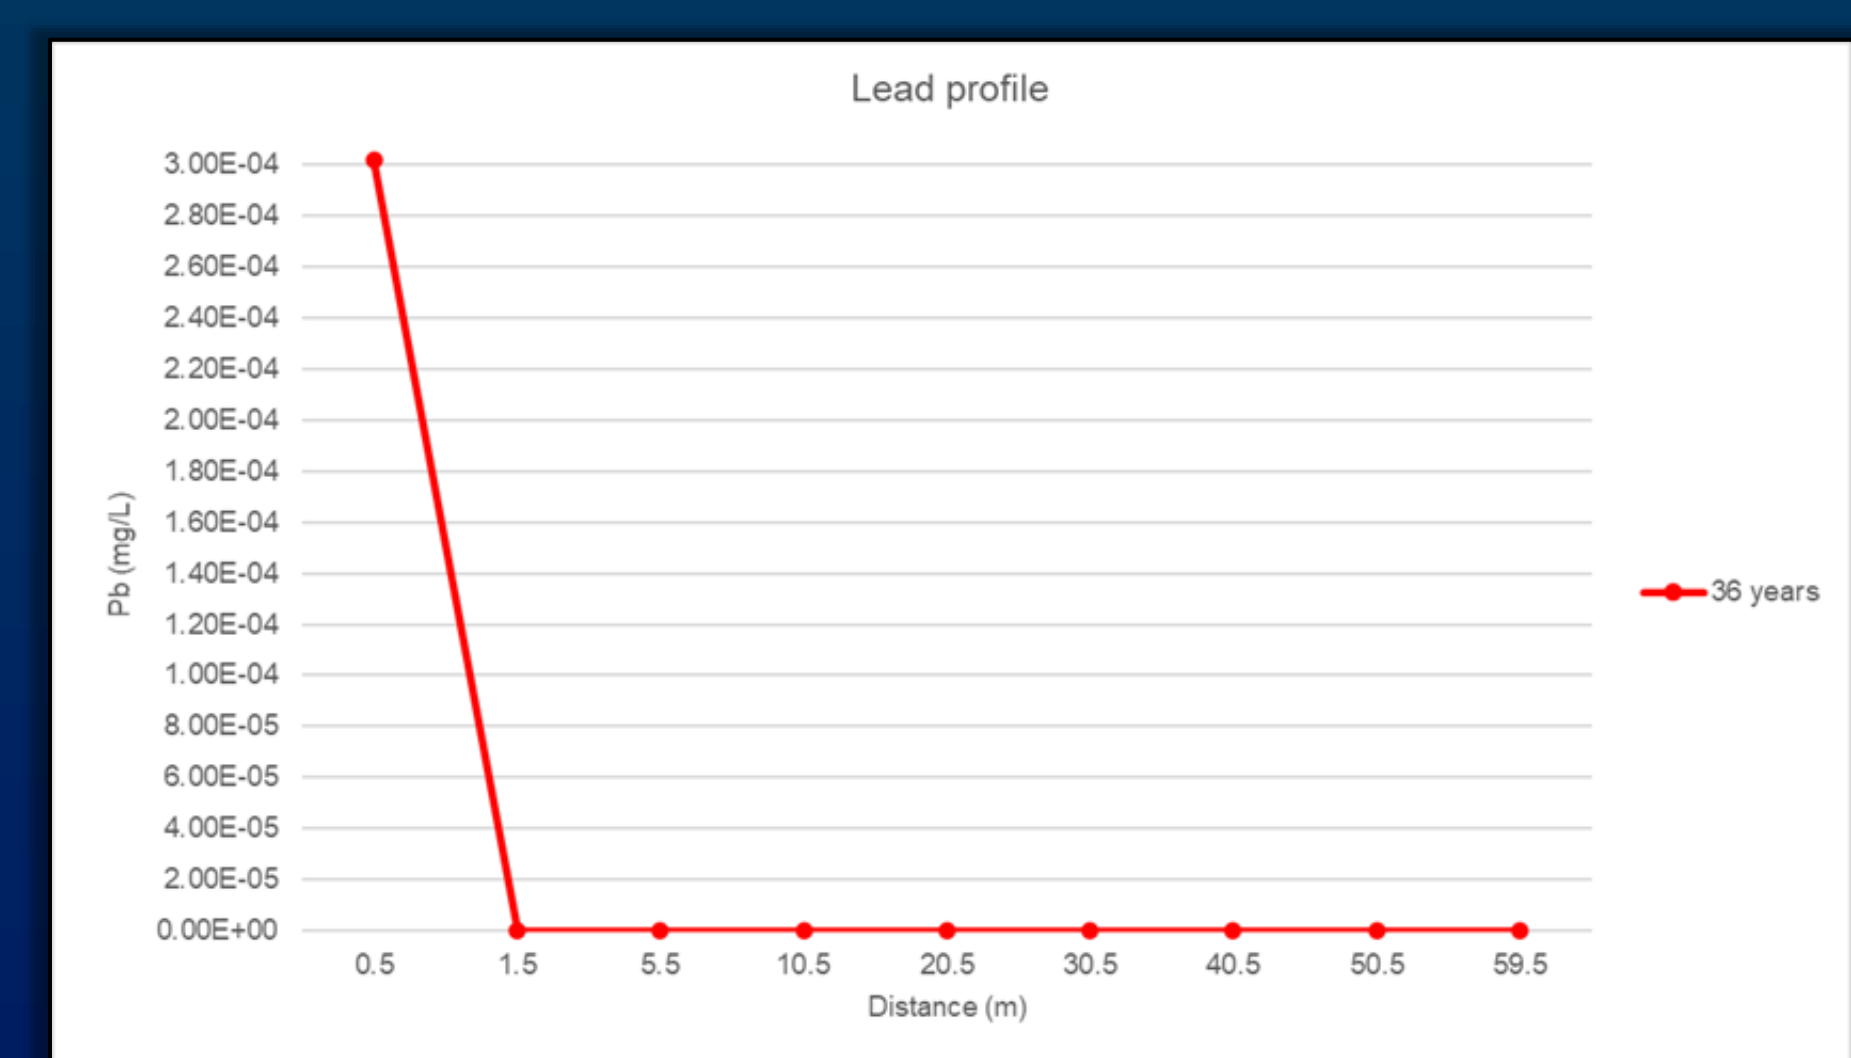 Lead profile
3.00E-04
2.80E-04
2.60E-04
2.40E-04
2.20E-04
2.00E-04
1.80E-04
1.60E-04
1.40E-04
1.20E-04
1.00E-04
8.00E-05
6.00E-05
4.00E-05
2.00E-05
0.00E+00
Pb (mg/L)
0.5 1.5 5.5 10.5 20.5 30.5 40.5 50.5 59.5
Distance (m)
36 years